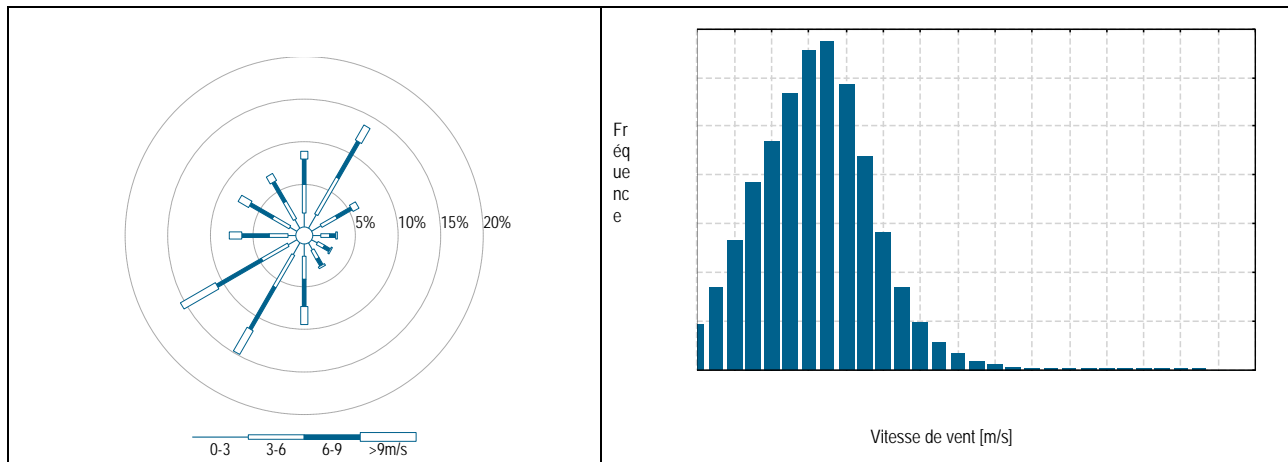 5% 10% 15% 20%
0-3 3-6 6-9 >9m/s
Fr
éq
ue
nc
e
Vitesse de vent [m/s]